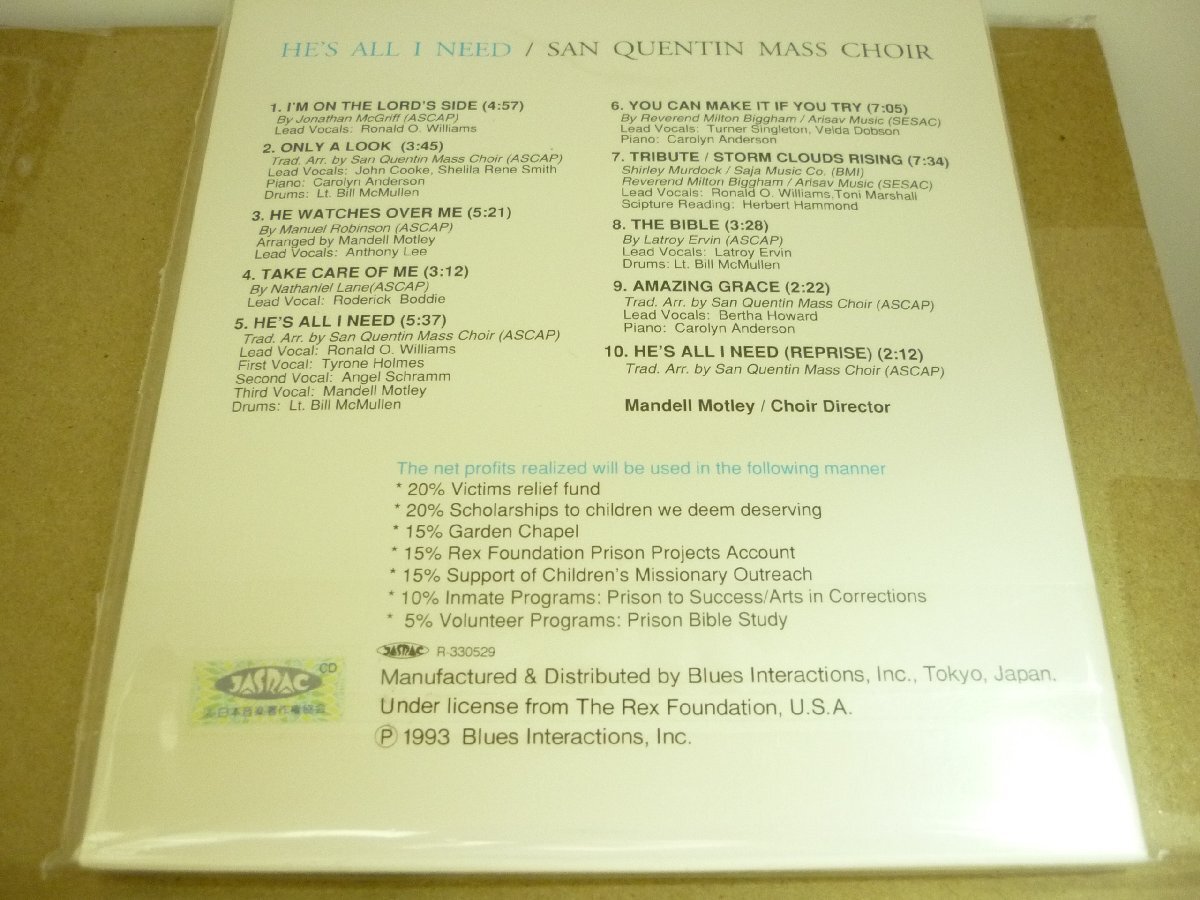 HE'S ALL I NEED / SAN QUENTIN MASS CHOIR
1. I'M ON THE LORD'S SIDE (4:57)
By Jonathan McGriff (ASCAP)
Lead Vocals: Ronald O. Williams
2. ONLY A LOOK (3:45)
Trad. Arr. by San Quentin Mass Choir (ASCAP)
Lead Vocals: John Cooke, Shelila Rene Smith
Piano: Carolyn Anderson
Drums: Lt. Bill McMullen
3. HE WATCHES OVER ME (5:21)
By Manuel Robinson (ASCAP)
Arranged by Mandell Motley
Lead Vocals: Anthony Lee
4. TAKE CARE OF ME (3:12)
By Nathaniel Lane(ASCAP)
Lead Vocal: Roderick Boddie
5. HE'S ALL I NEED (5:37)
Trad. Arr. by San Quentin Mass Choir (ASCAP)
Lead Vocal: Ronald O. Williams
First Vocal: Tyrone Holmes
Second Vocal: Angel Schramm
Third Vocal: Mandell Motley
Drums: Lt. Bill McMullen
6. YOU CAN MAKE IT IF YOU TRY (7:05)
By Reverend Milton Biggham / Arisav Music (SESAC)
Lead Vocals: Turner Singleton, Velda Dobson
Piano: Carolyn Anderson
7. TRIBUTE / STORM CLOUDS RISING (7:34)
Shirley Murdock / Saja Music Co. (BMI)
Reverend Milton Biggham / Arisav Music (SESAC)
Lead Vocals: Ronald O. Williams,Toni Marshall
Scipture Reading: Herbert Hammond
8. THE BIBLE (3:28)
By Latroy Ervin (ASCAP)
Lead Vocals: Latroy Ervin
Drums: Lt. Bill McMullen
9. AMAZING GRACE (2:22)
Trad. Arr. by San Quentin Mass Choir (ASCAP)
Lead Vocals: Bertha Howard
Piano: Carolyn Anderson
10. HE'S ALL I NEED (REPRISE) (2:12)
Trad. Arr. by San Quentin Mass Choir (ASCAP)
Mandell Motley / Choir Director
The net profits realized will be used in the following manner
* 20% Victims relief fund
* 20% Scholarships to children we deem deserving
* 15% Garden Chapel
* 15% Rex Foundation Prison Projects Account
* 15% Support of Children's Missionary Outreach
* 10% Inmate Programs: Prison to Success/Arts in Corrections
* 5% Volunteer Programs: Prison Bible Study
JASRAC R-330529
CD
JASRAC
日本音楽著作権協会
Manufactured & Distributed by Blues Interactions, Inc., Tokyo, Japan.
Under license from The Rex Foundation, U.S.A.
Ⓟ 1993 Blues Interactions, Inc.